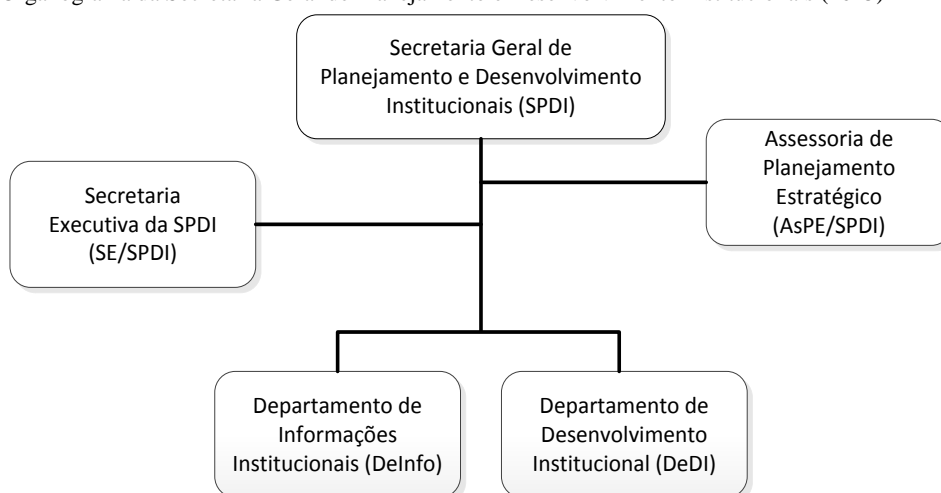 Secretaria Geral de
Planejamento e Desenvolvimento
Institucionais (SPDI)
Assessoria de
Planejamento
Estratégico
(AsPE/SPDI)
Secretaria
Executiva da SPDI
(SE/SPDI)
Departamento de
Informações
Institucionais (DeInfo)
Departamento de
Desenvolvimento
Institucional (DeDI)